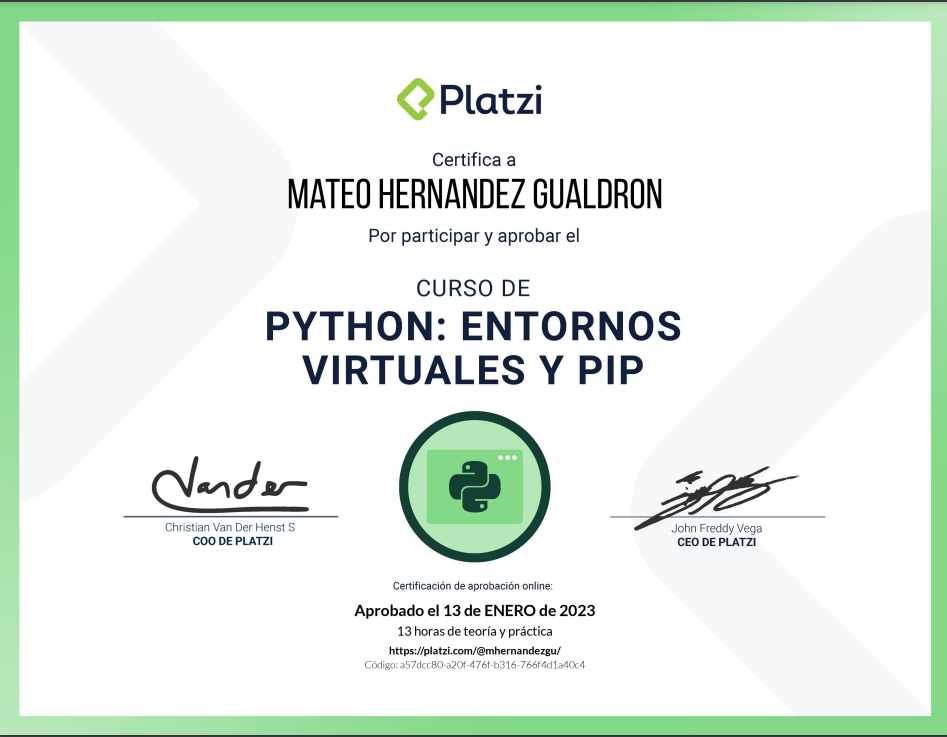 Platzi
Certifica a
MATEO HERNANDEZ GUALDRON
Por participar y aprobar el
CURSO DE
PYTHON: ENTORNOS
VIRTUALES Y PIP
Vander
Christian Van Der Henst S
COO DE PLATZI
John Freddy Vega
CEO DE PLATZI
Certificación de aprobación online:
Aprobado el 13 de ENERO de 2023
13 horas de teoría y práctica
https://platzi.com/@mhernandezgu/
Código: a57dcc80-a20f-476f-b316-766f4d1a40c4